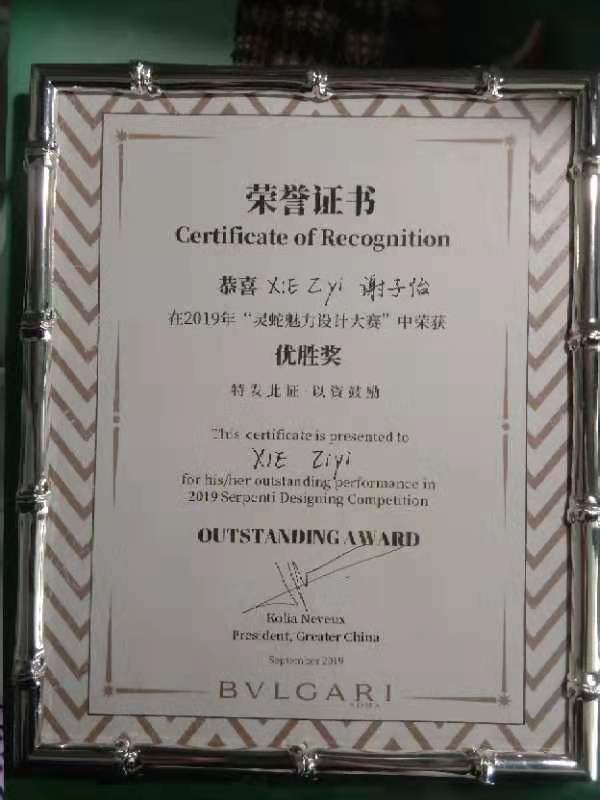 荣誉证书
Certificate of Recognition
恭喜 XIE Ziyi 谢子怡
在2019年“灵蛇魅力设计大赛”中荣获
优胜奖
特发此证 以资鼓励
This certificate is presented to
XIE Ziyi
for his/her outstanding performance in
2019 Serpenti Designing Competition
OUTSTANDING AWARD
Kolia Neveux
President, Greater China
September 2019
BVLGARI
ROMA